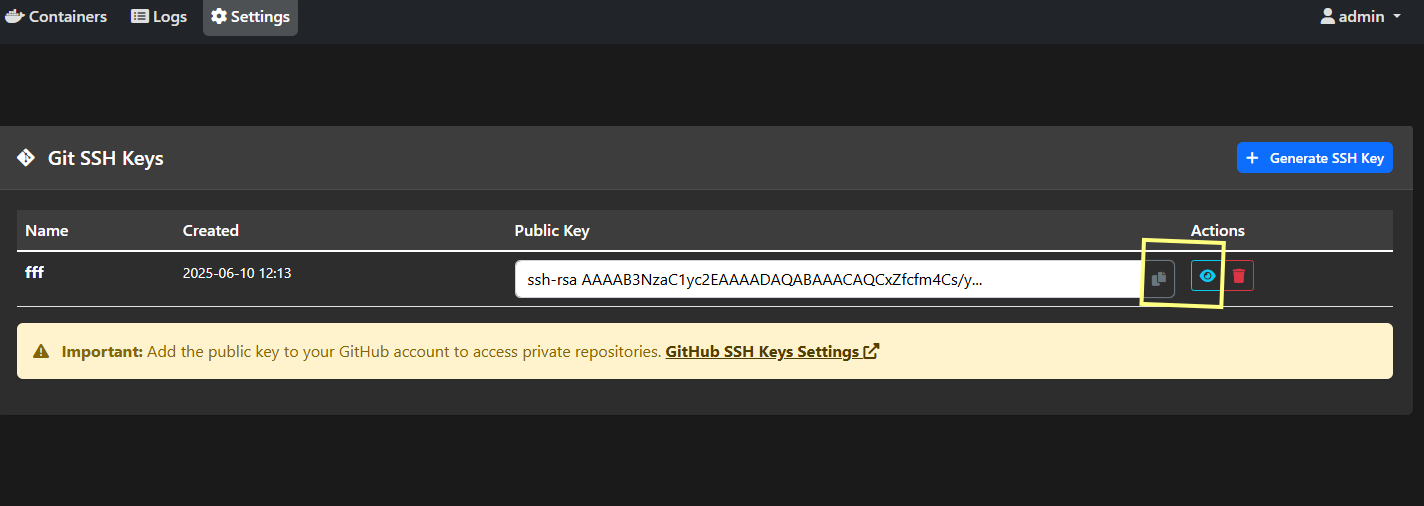 Containers Logs Settings admin
Git SSH Keys Generate SSH Key
Name Created Public Key Actions
fff 2025-06-10 12:13 ssh-rsa AAAAB3NzaC1yc2EAAAADAQABAAACAQCxZfcfm4Cs/y...
Important: Add the public key to your GitHub account to access private repositories. GitHub SSH Keys Settings